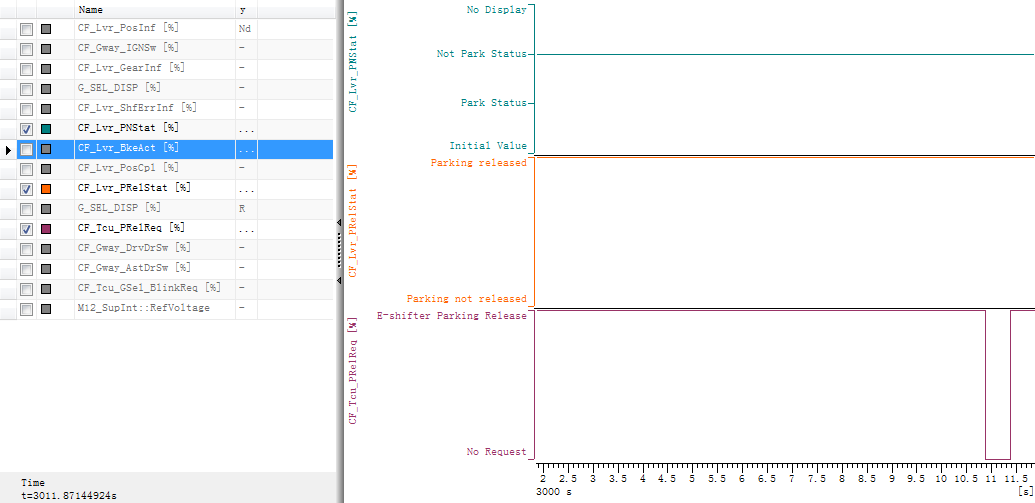 Name y
CF_Lvr_PosInf [%] Nd
CF_Gway_IGNSw [%] -
CF_Lvr_GearInf [%] -
G_SEL_DISP [%] -
CF_Lvr_ShfErrInf [%] -
CF_Lvr_PNStat [%] ...
CF_Lvr_BkeAct [%] ...
CF_Lvr_PosCpl [%] -
CF_Lvr_PRelStat [%] ...
G_SEL_DISP [%] R
CF_Tcu_PRelReq [%] ...
CF_Gway_DrvDrSw [%] -
CF_Gway_AstDrSw [%] -
CF_Tcu_GSel_BlinkReq [%] -
M12_SupInt::RefVoltage -
Time
t=3011.87144924s
CF_Lvr_PNStat [%]
No Display
Not Park Status
Park Status
Initial Value
CF_Lvr_PRelStat [%]
Parking released
Parking not released
CF_Tcu_PRelReq [%]
E-shifter Parking Release
No Request
2 2.5 3 3.5 4 4.5 5 5.5 6 6.5 7 7.5 8 8.5 9 9.5 10 10.5 11 11.5
3000 s [s]